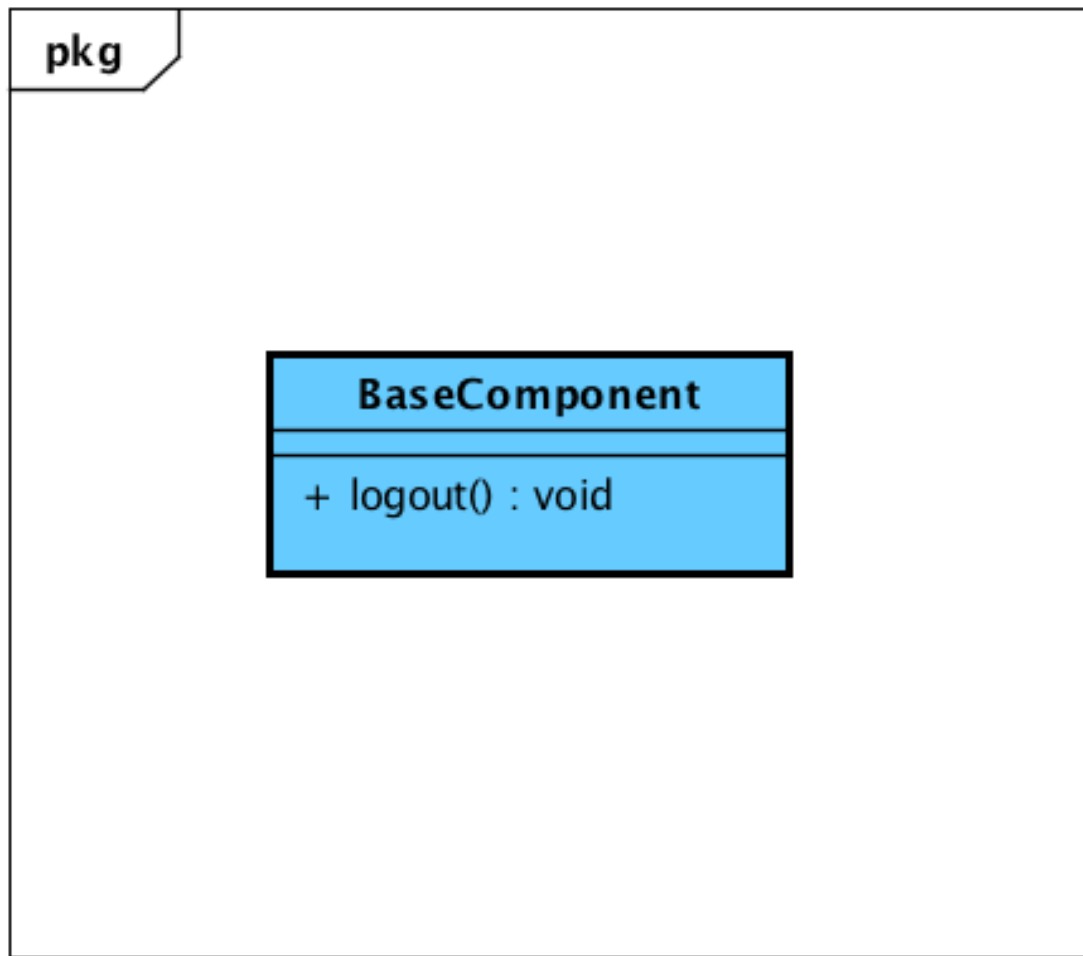 pkg
BaseComponent
+ logout() : void